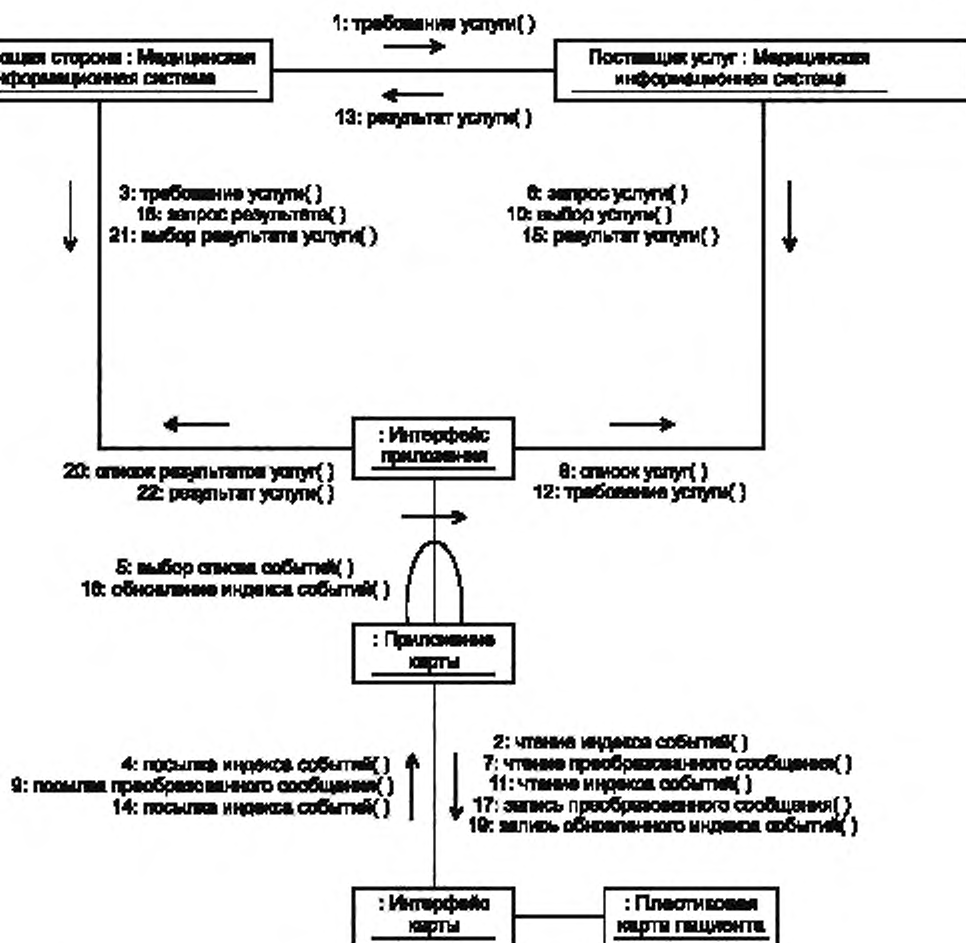 1: требование услуги( )
ющая сторона : Медицинская
нформационная система
Поставщик услуг : Медицинская
информационная система
13: результат услуги( )
3: требование услуги( )
16: запрос результата( )
21: выбор результата услуги( )
6: запрос услуги( )
10: выбор услуги( )
15: результат услуги( )
: Интерфейс
приложения
20: список результатов услуг( )
22: результат услуги( )
8: список услуг( )
12: требование услуги( )
5: выбор списка событий( )
18: обновление индекса событий( )
: Приложение
карты
4: посылка индекса событий( )
9: посылка преобразованного сообщения( )
14: посылка индекса событий( )
2: чтение индекса событий( )
7: чтение преобразованного сообщения( )
11: чтение индекса событий( )
17: запись преобразованного сообщения( )
19: запись обновленного индекса событий( )
: Интерфейс
карты
: Пластиковая
карта пациента